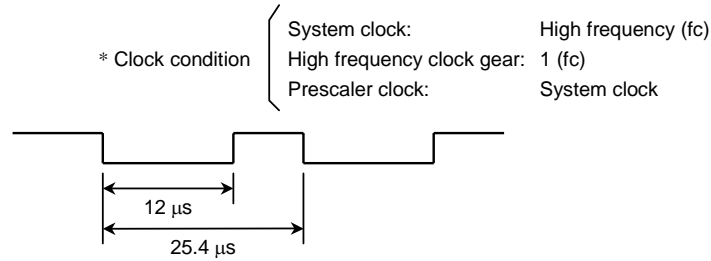 System clock: High frequency (fc)
* Clock condition High frequency clock gear: 1 (fc)
Prescaler clock: System clock
12 μs
25.4 μs